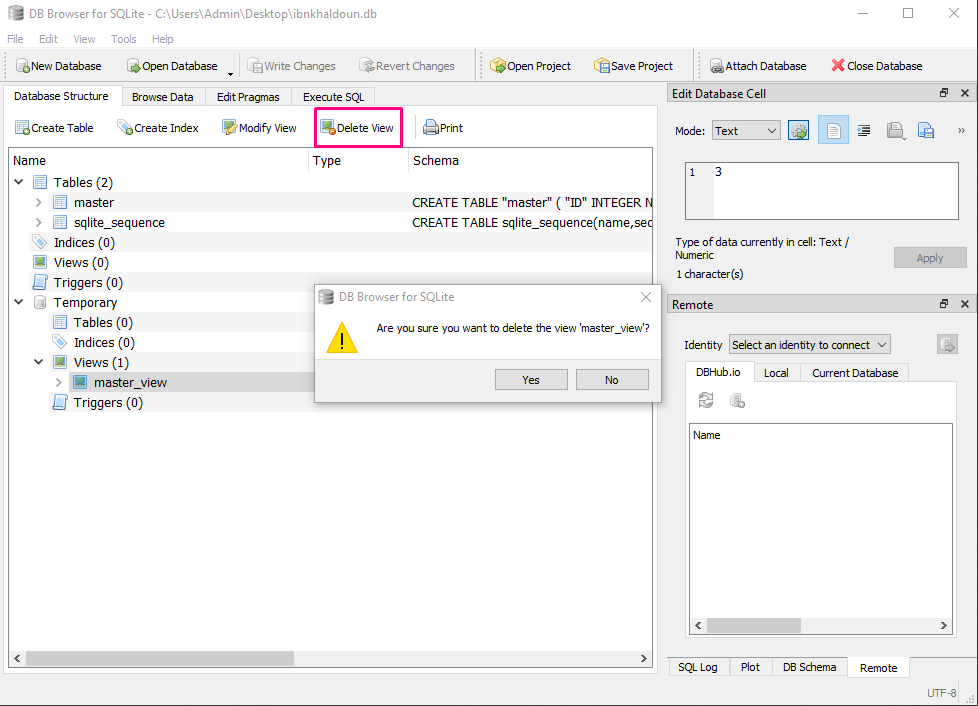 DB Browser for SQLite - C:\Users\Admin\Desktop\ibnkhaldoun.db
File Edit View Tools Help
New Database Open Database Write Changes Revert Changes Open Project Save Project Attach Database Close Database
Database Structure Browse Data Edit Pragmas Execute SQL
Create Table Create Index Modify View Delete View Print
Name Type Schema
Tables (2)
master CREATE TABLE "master" ( "ID" INTEGER N
sqlite_sequence CREATE TABLE sqlite_sequence(name,seq
Indices (0)
Views (0)
Triggers (0)
Temporary
Tables (0)
Indices (0)
Views (1)
master_view
Triggers (0)
DB Browser for SQLite
Are you sure you want to delete the view 'master_view'?
Yes No
Edit Database Cell
Mode: Text »
1 3
Type of data currently in cell: Text /
Numeric
1 character(s)
Apply
Remote
Identity Select an identity to connect
DBHub.io Local Current Database
Name
SQL Log Plot DB Schema Remote
UTF-8